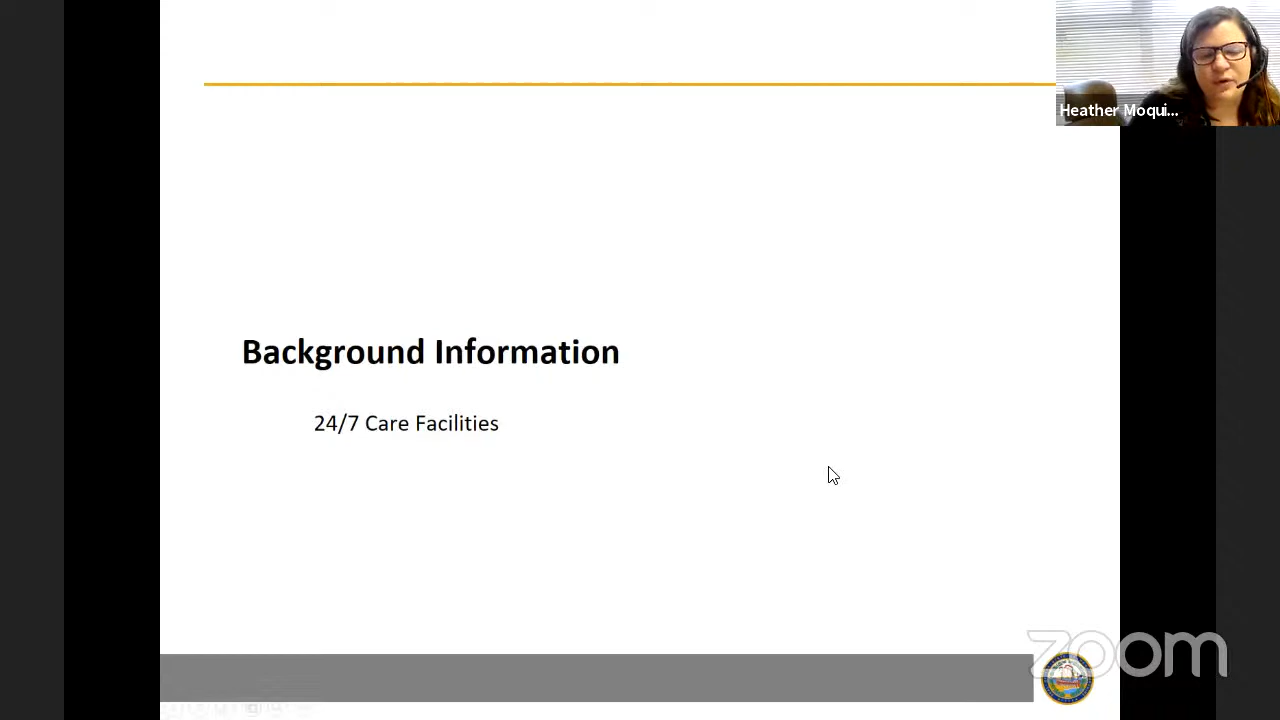 Heather Moqui...
Background Information
24/7 Care Facilities
zoom